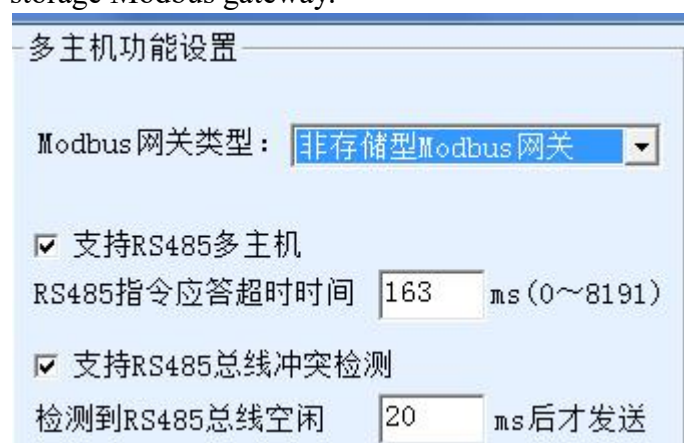 storage Modbus gateway.
多主机功能设置
Modbus网关类型： 非存储型Modbus网关
支持RS485多主机
RS485指令应答超时时间 163 ms(0～8191)
支持RS485总线冲突检测
检测到RS485总线空闲 20 ms后才发送